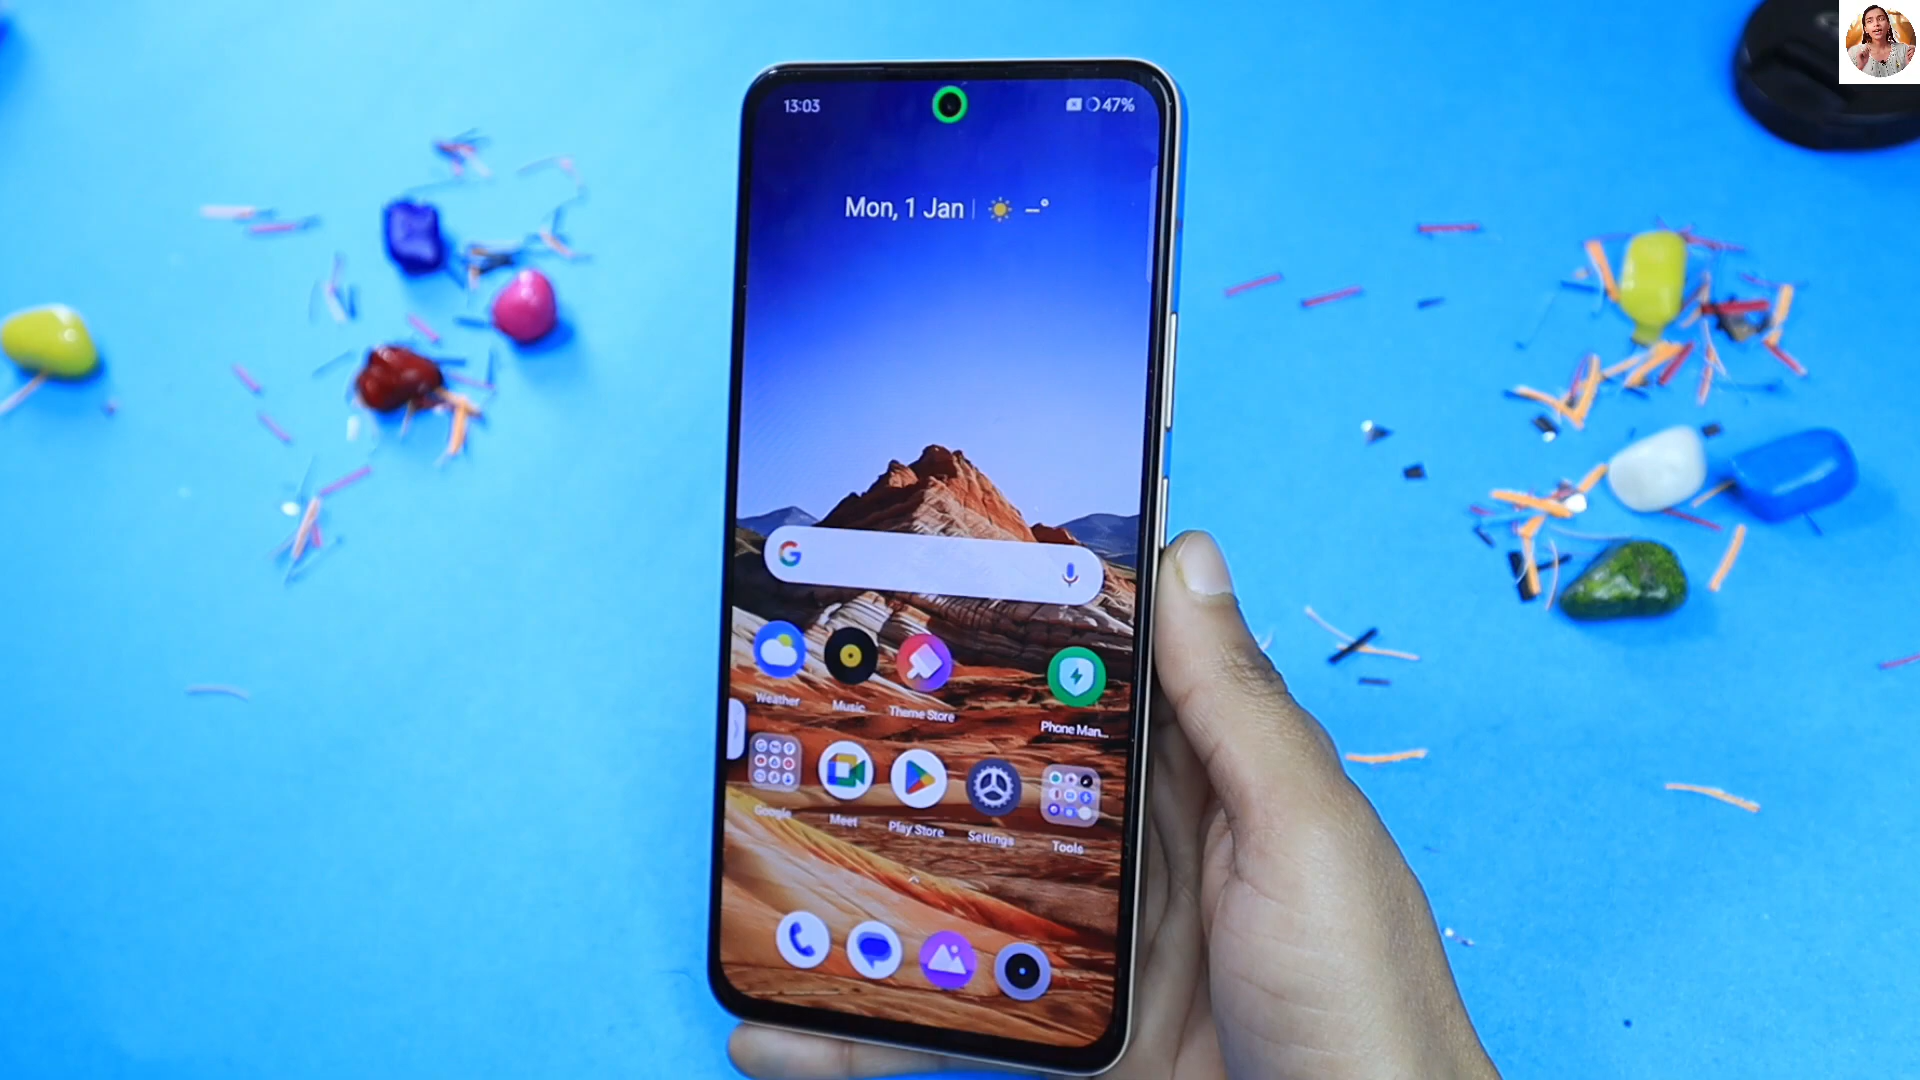 13:03
47%
Mon, 1 Jan | --°
G
Weather
Music
Theme Store
Phone Man...
Google
Meet
Play Store
Settings
Tools